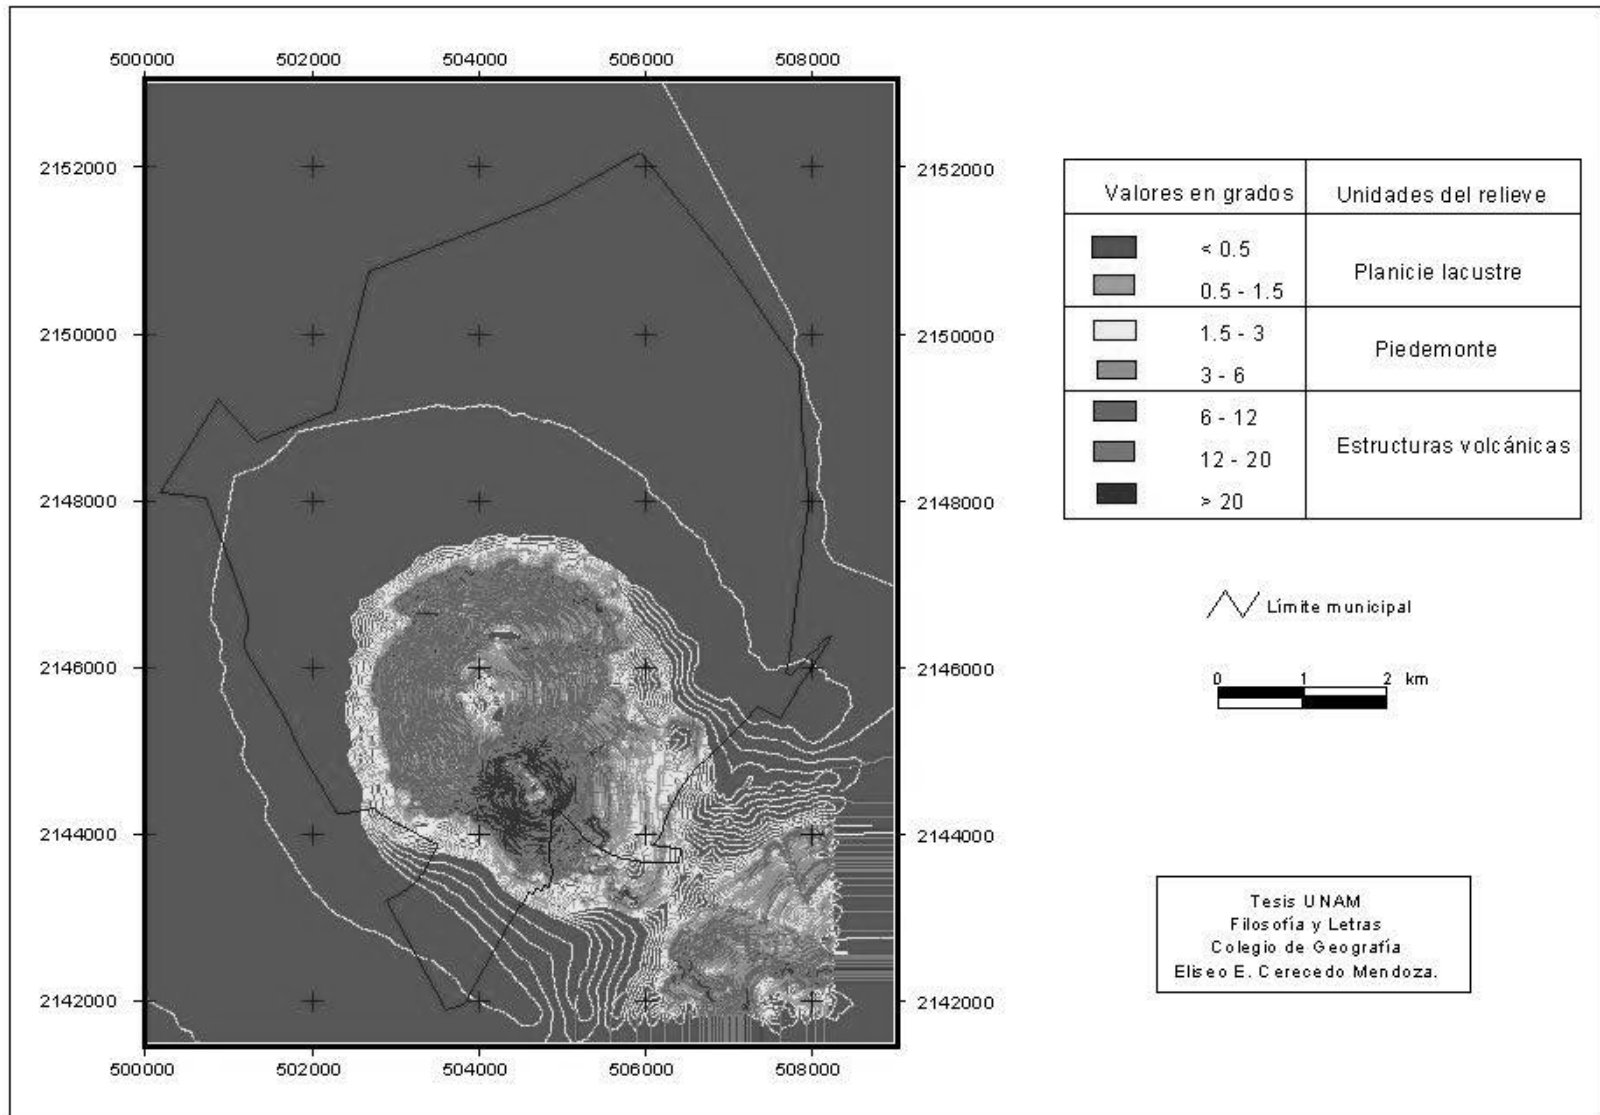 500000 502000 504000 506000 508000
2152000 2152000
2150000 2150000
2148000 2148000
2146000 2146000
2144000 2144000
2142000 2142000
500000 502000 504000 506000 508000
Valores en grados Unidades del relieve
< 0.5
0.5 - 1.5
Planicie lacustre
1.5 - 3
3 - 6
Piedemonte
6 - 12
12 - 20
> 20
Estructuras volcánicas
Límite municipal
0 1 2 km
Tesis UNAM
Filosofía y Letras
Colegio de Geografía
Eliseo E. Cerecedo Mendoza.